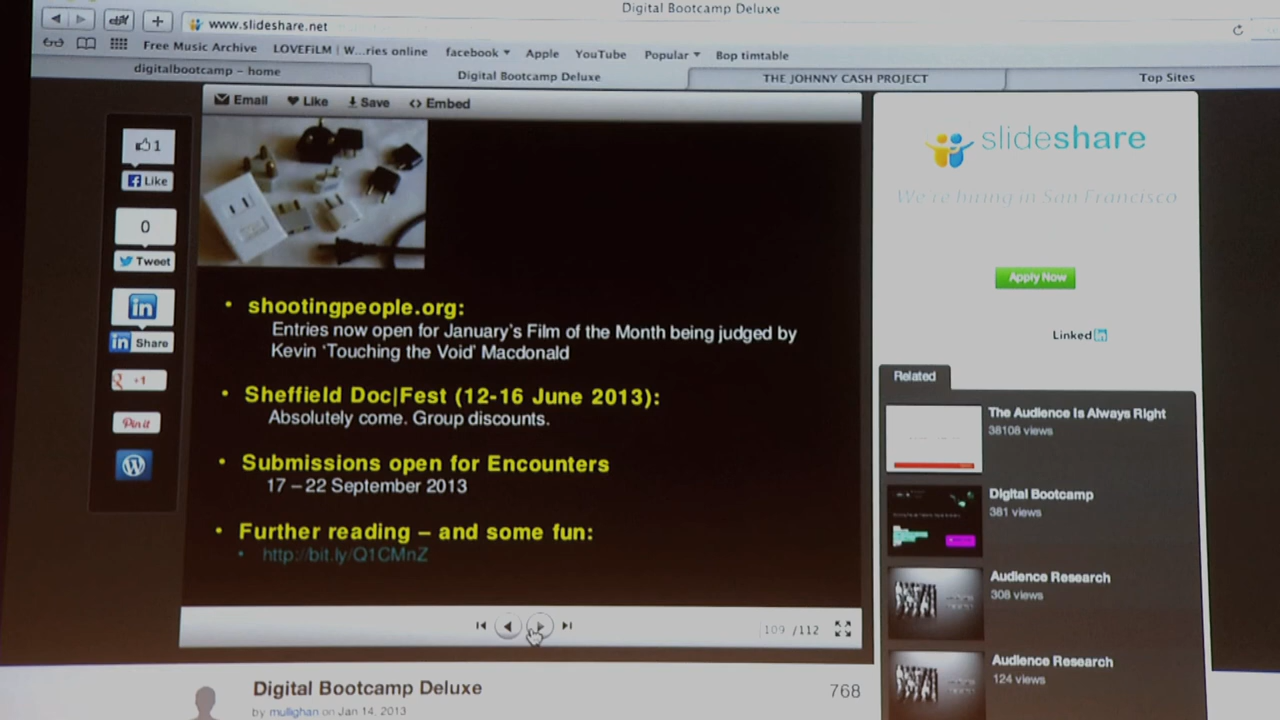 Digital Bootcamp Deluxe
www.slideshare.net
Free Music Archive LOVEFiLM | W...ries online facebook Apple YouTube Popular Bop timtable
digitalbootcamp – home
Digital Bootcamp Deluxe
THE JOHNNY CASH PROJECT
Top Sites
Email Like Save <> Embed
1
Like
0
Tweet
in
in Share
+1
Pin it
shootingpeople.org:
Entries now open for January's Film of the Month being judged by
Kevin 'Touching the Void' Macdonald
Sheffield Doc|Fest (12-16 June 2013):
Absolutely come. Group discounts.
Submissions open for Encounters
17 – 22 September 2013
Further reading – and some fun:
http://bit.ly/Q1CMnZ
109 /112
slideshare
We're hiring in San Francisco
Apply Now
Linked in
Related
The Audience Is Always Right
38108 views
Digital Bootcamp
381 views
Audience Research
308 views
Audience Research
124 views
Digital Bootcamp Deluxe
768
by mullighan on Jan 14, 2013